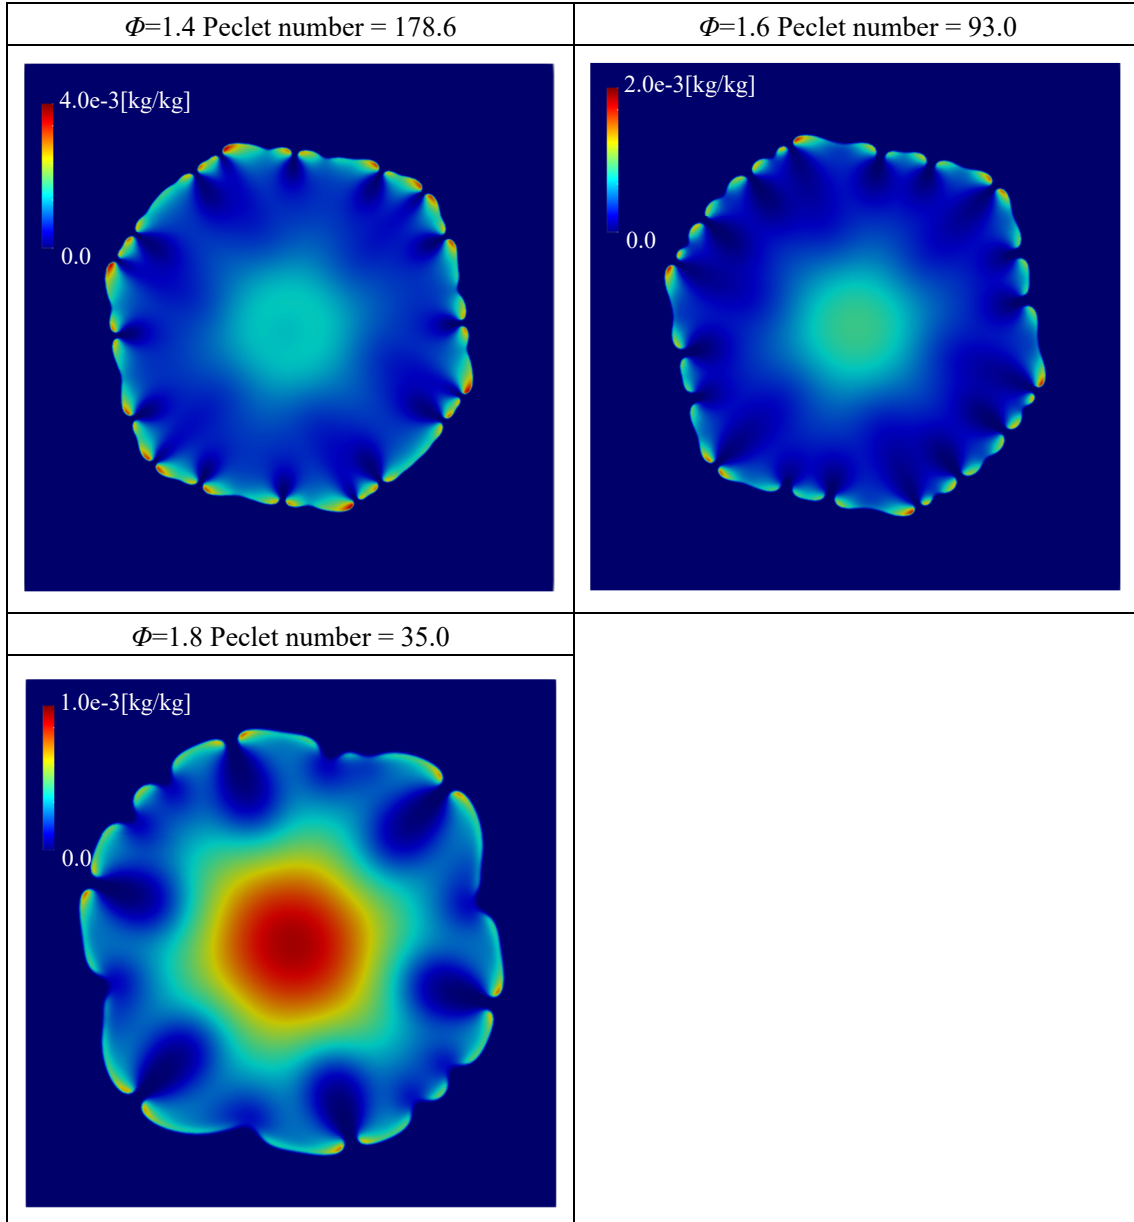 Φ=1.4 Peclet number = 178.6
Φ=1.6 Peclet number = 93.0
4.0e-3[kg/kg]
0.0
2.0e-3[kg/kg]
0.0
Φ=1.8 Peclet number = 35.0
1.0e-3[kg/kg]
0.0